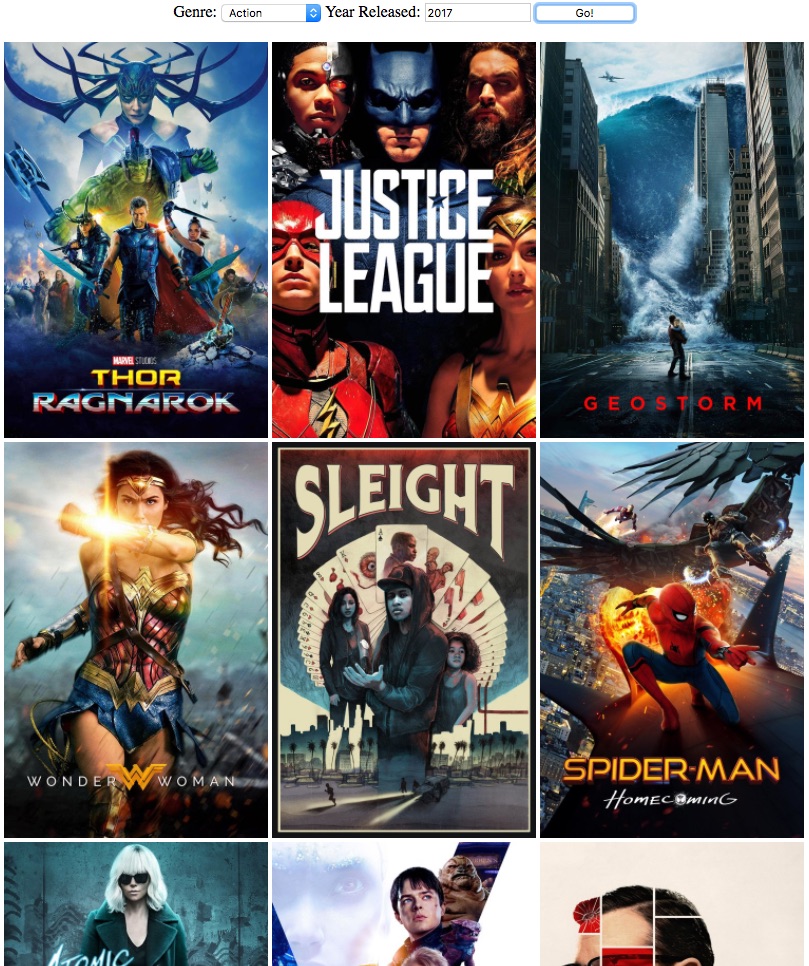 Genre: Action Year Released: 2017 Go!
MARVEL STUDIOS
THOR
RAGNAROK
JUSTICE
LEAGUE
GEOSTORM
WONDER W WOMAN
SLEIGHT
SPIDER-MAN
HOMECOMING
ATOMIC